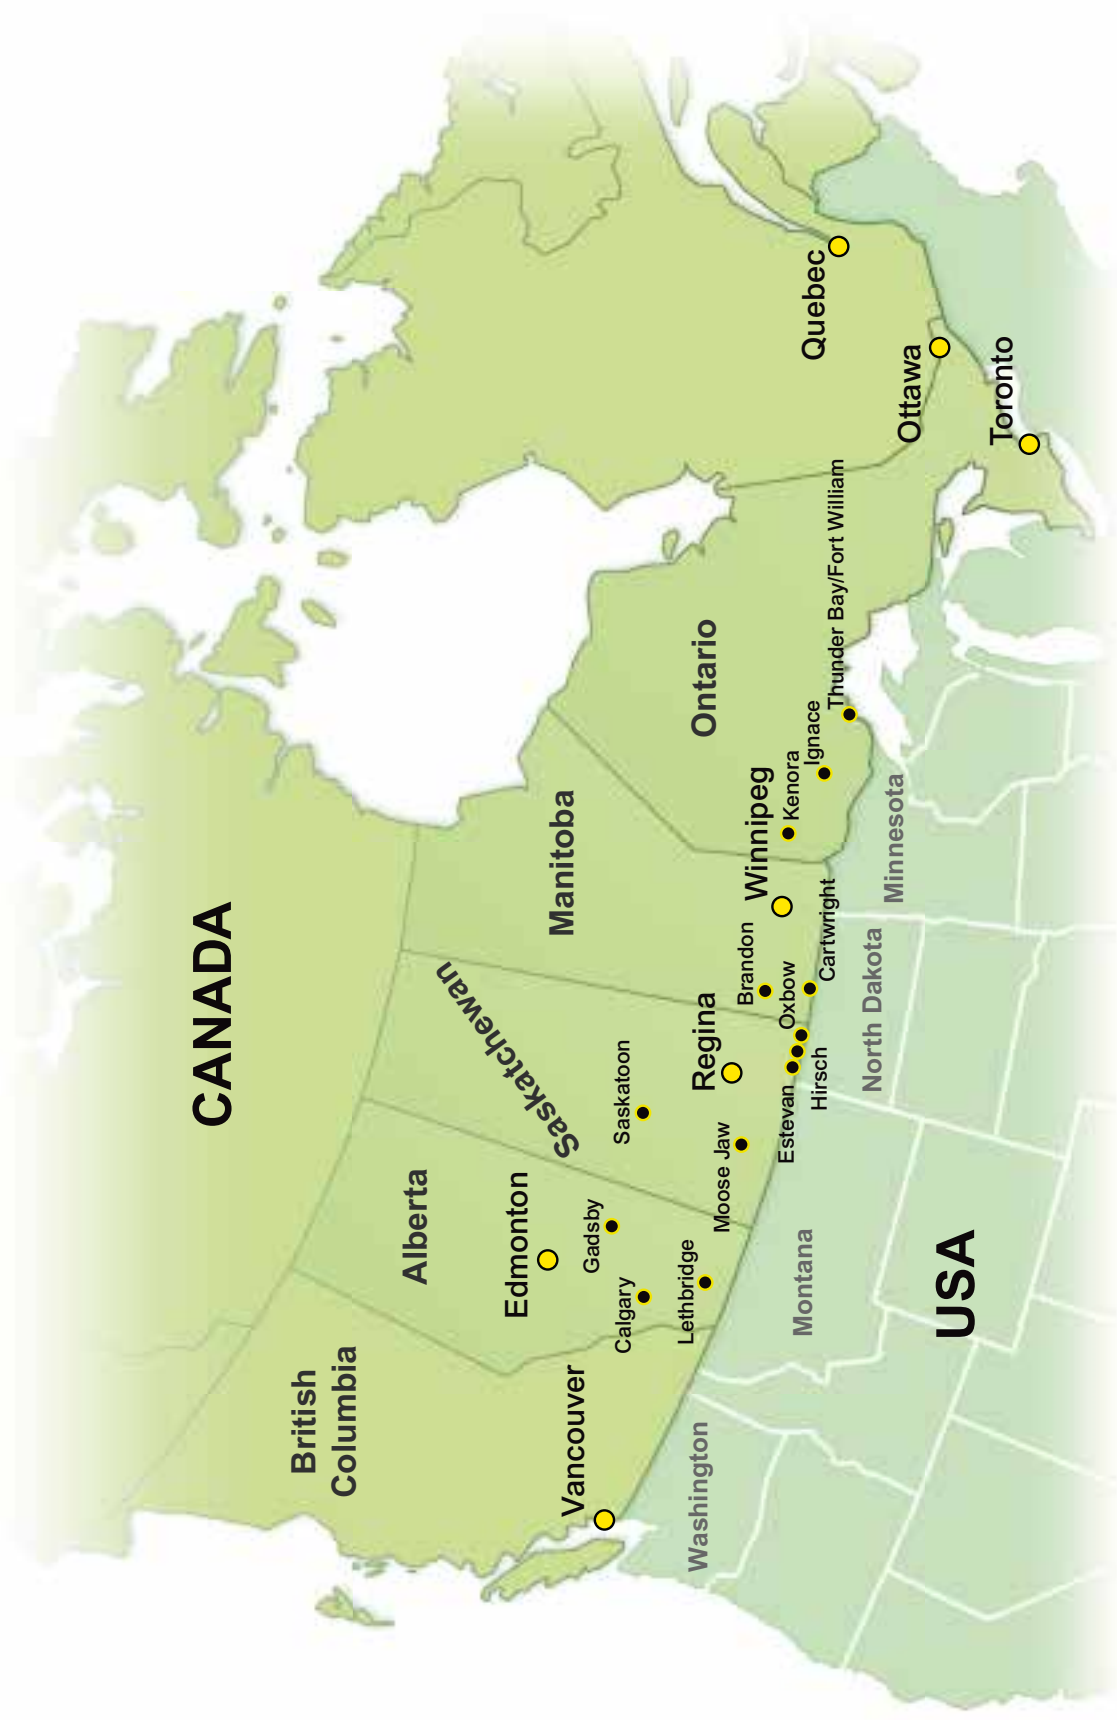 CANADA
British
Columbia
Alberta
Saskatchewan
Manitoba
Ontario
Vancouver
Edmonton
Gadsby
Calgary
Lethbridge
Saskatoon
Moose Jaw
Regina
Estevan
Hirsch
Oxbow
Brandon
Cartwright
Winnipeg
Kenora
Ignace
Thunder Bay/Fort William
Quebec
Ottawa
Toronto
Washington
Montana
North Dakota
Minnesota
USA